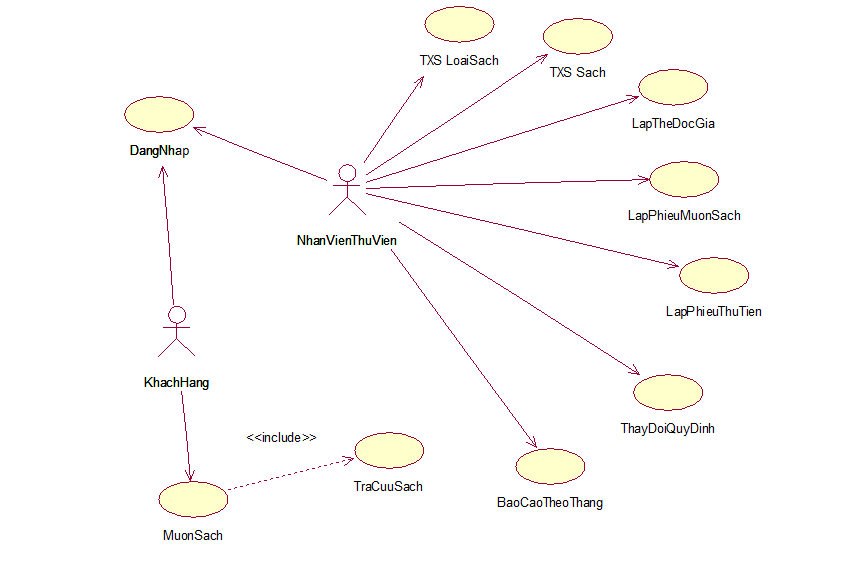 TXS LoaiSach
TXS Sach
LapTheDocGia
DangNhap
LapPhieuMuonSach
NhanVienThuVien
LapPhieuThuTien
KhachHang
ThayDoiQuyDinh
<<include>>
TraCuuSach
BaoCaoTheoThang
MuonSach